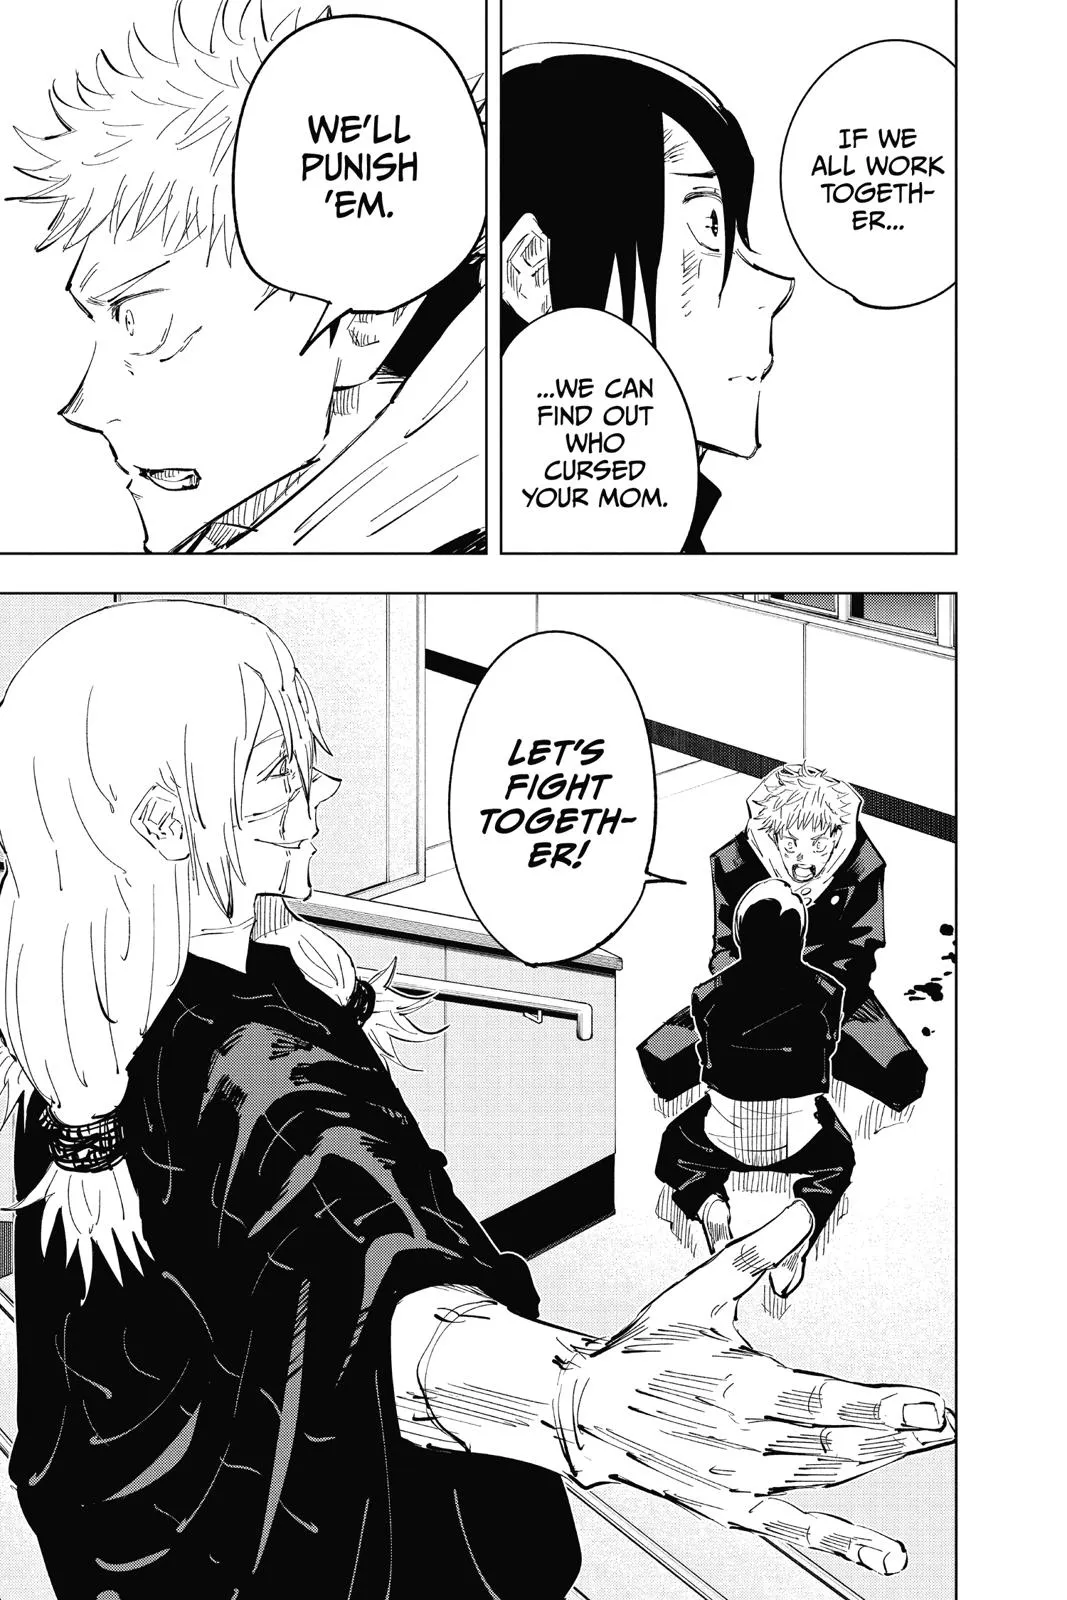 IF WE
ALL WORK
TOGETH-
ER...
...WE CAN
FIND OUT
WHO
CURSED
YOUR MOM.
WE'LL
PUNISH
'EM.
LET'S
FIGHT
TOGETH-
ER!